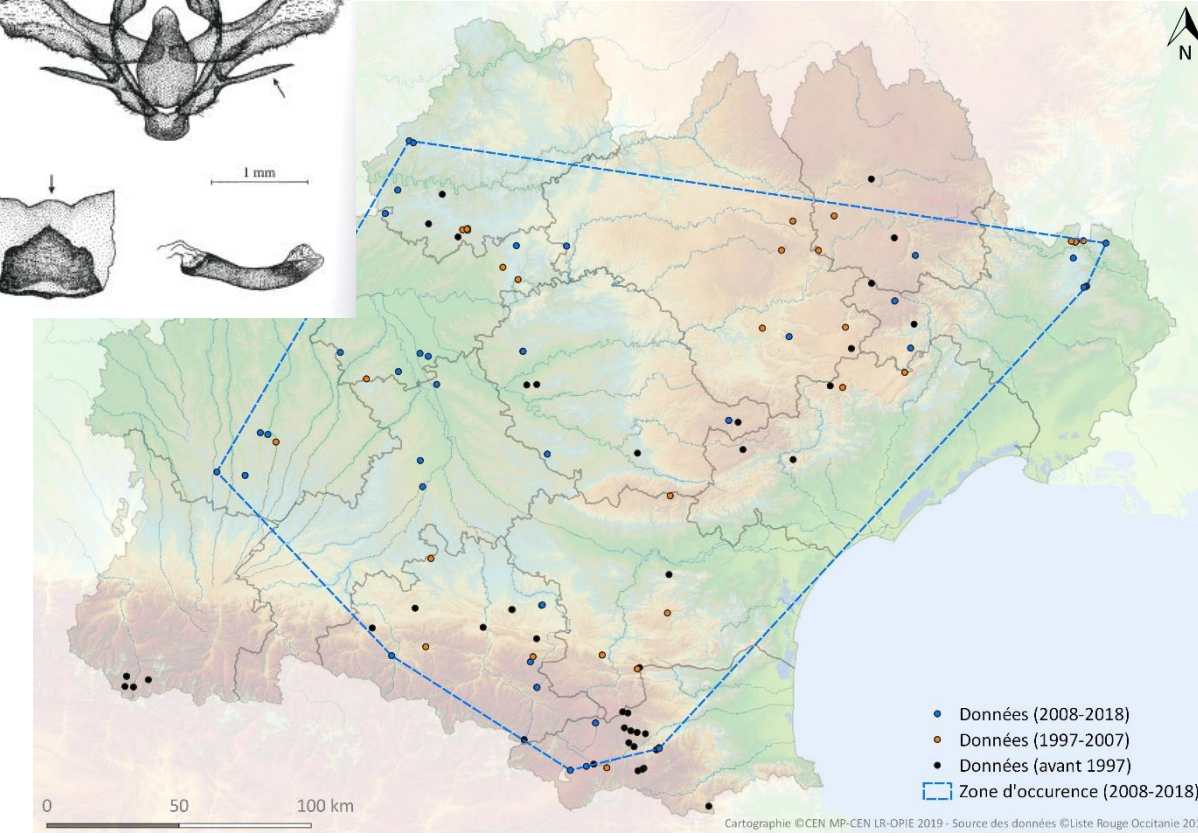 N
1 mm
Données (2008-2018)
Données (1997-2007)
Données (avant 1997)
Zone d'occurence (2008-2018)
0 50 100 km
Cartographie ©CEN MP-CEN LR-OPIE 2019 - Source des données ©Liste Rouge Occitanie 201